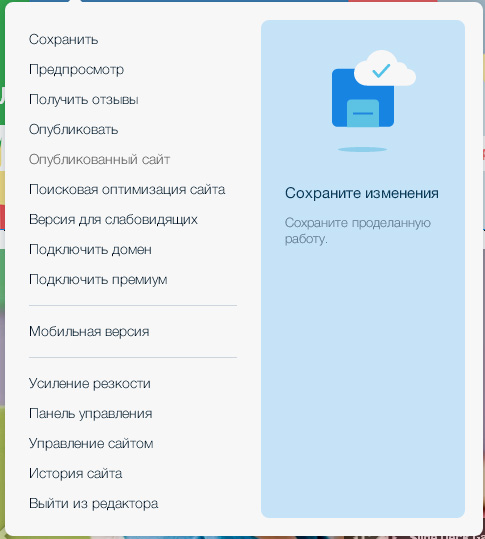 Сохранить
Предпросмотр
Получить отзывы
Опубликовать
Опубликованный сайт
Поисковая оптимизация сайта
Версия для слабовидящих
Подключить домен
Подключить премиум
Мобильная версия
Усиление резкости
Панель управления
Управление сайтом
История сайта
Выйти из редактора
Сохраните изменения
Сохраните проделанную
работу.